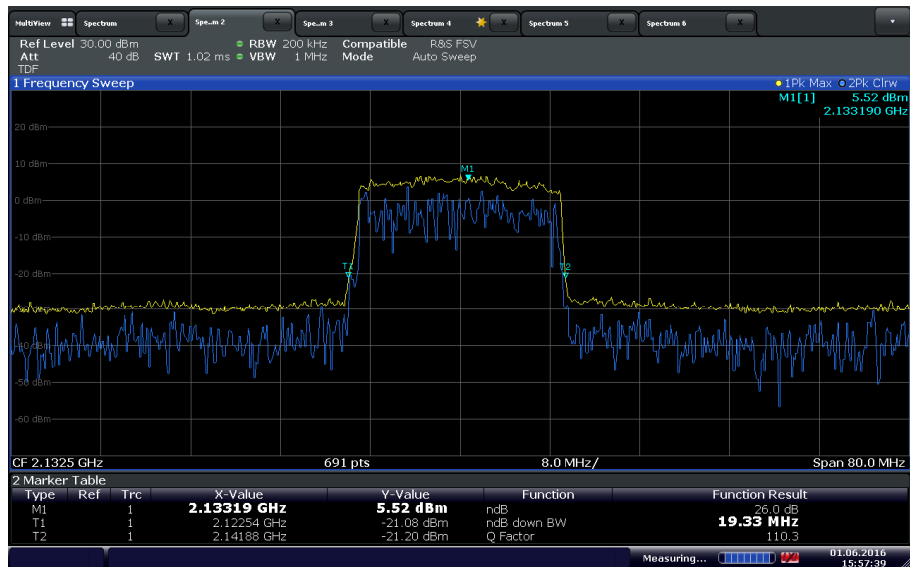 MultiView Spectrum X Spe...m 2 X Spe...m 3 X Spectrum 4 X Spectrum 5 X Spectrum 6 X
Ref Level 30.00 dBm RBW 200 kHz Compatible R&S FSV
Att 40 dB SWT 1.02 ms VBW 1 MHz Mode Auto Sweep
TDF
1 Frequency Sweep 1Pk Max 2Pk Clrw
M1[1] 5.52 dBm
2.133190 GHz
20 dBm
10 dBm
M1
0 dBm
-10 dBm
T1 T2
-20 dBm
-30 dBm
-40 dBm
-50 dBm
-60 dBm
CF 2.1325 GHz 691 pts 8.0 MHz/ Span 80.0 MHz
2 Marker Table
Type Ref Trc X-Value Y-Value Function Function Result
M1 1 2.13319 GHz 5.52 dBm ndB 26.0 dB
T1 1 2.12254 GHz -21.08 dBm ndB down BW 19.33 MHz
T2 1 2.14188 GHz -21.20 dBm Q Factor 110.3
Measuring... 01.06.2016
15:57:39